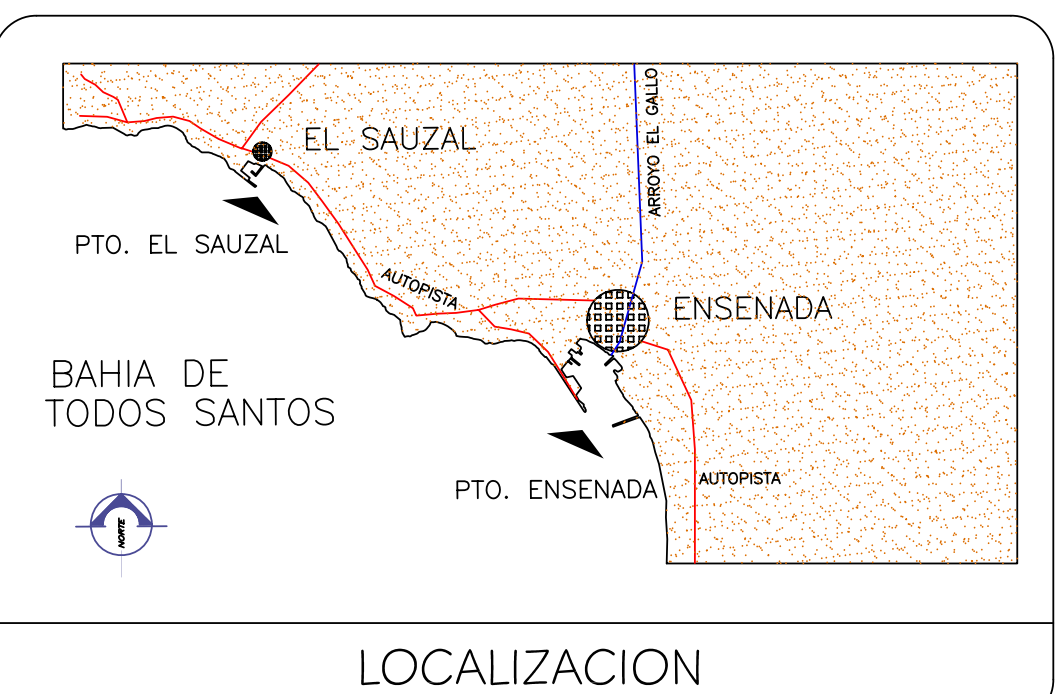 ARROYO EL GALLO
EL SAUZAL
PTO. EL SAUZAL
AUTOPISTA
ENSENADA
BAHIA DE
TODOS SANTOS
PTO. ENSENADA
AUTOPISTA
NORTE
LOCALIZACION